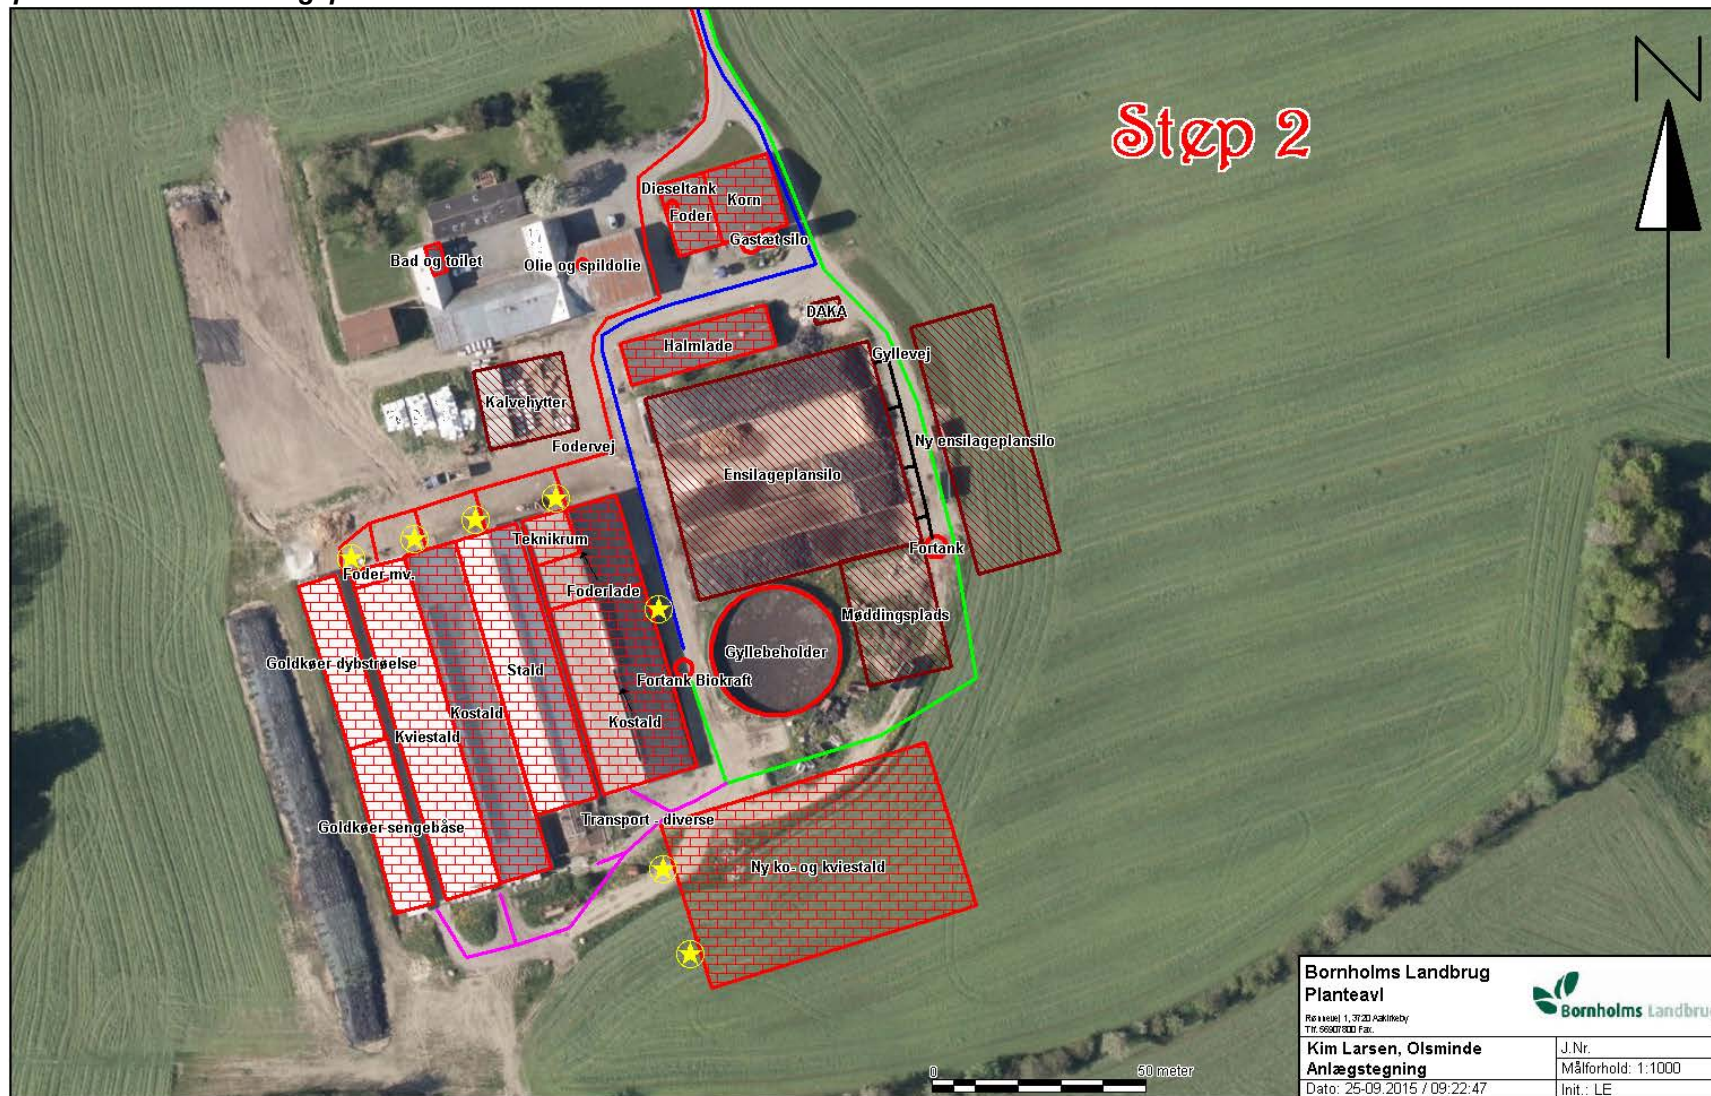 Støp 2
N
Dieseltank
Korn
Foder
Gastæt silo
Bad og toilet
Olie og spildolie
DAKA
Halmlade
Gyllevej
Kalvehytter
Fodervej
Ny ensilageplansilo
Ensilageplansilo
Teknikrum
Fortank
Foder mv.
Foderlade
Møddingsplads
Gyllebeholder
Goldkøer-dybstrøelse
Stald
Fortank Biokraft
Kostald
Kostald
Kviestald
Transport - diverse
Goldkøer-sengebåse
Ny ko- og kviestald
0 50 meter
Bornholms Landbrug
Planteavl
Bornholms Landbrug
Kim Larsen, Olsminde
Anlægstegning
Dato: 25-09.2015 / 09:22:47
J.Nr.
Målforhold: 1:1000
Init.: LE